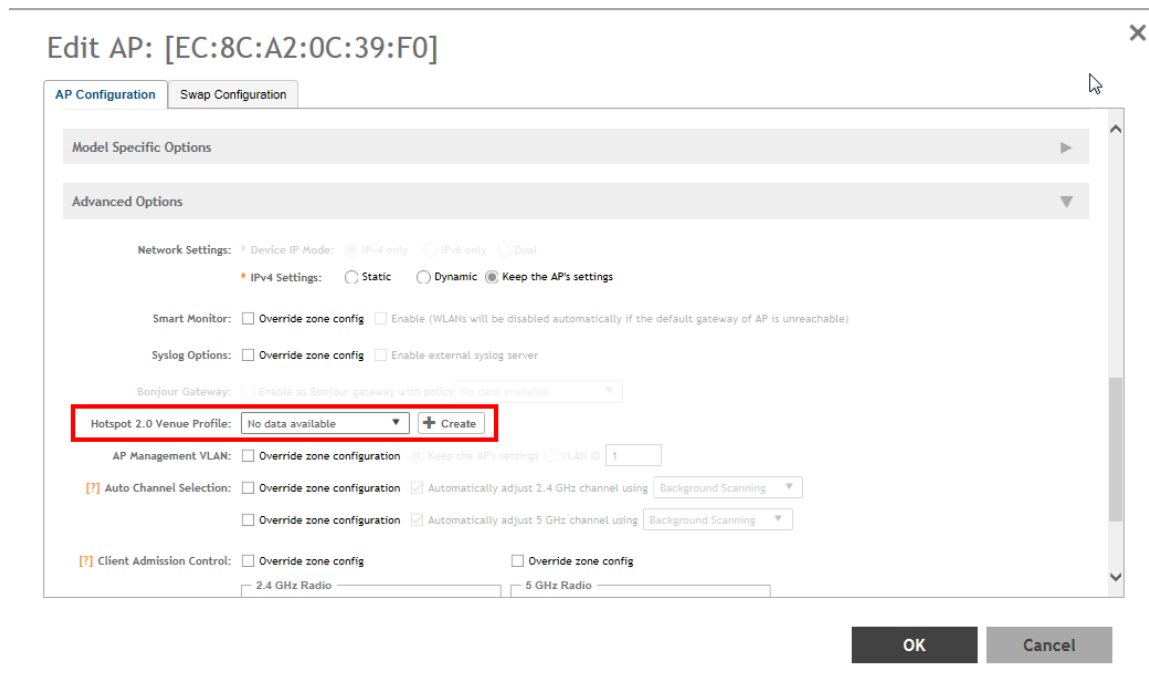 Edit AP: [EC:8C:A2:0C:39:F0]
AP Configuration Swap Configuration
Model Specific Options
Advanced Options
Network Settings: * Device IP Mode: IPv4 only IPv6 only Dual
* IPv4 Settings: Static Dynamic Keep the AP's settings
Smart Monitor: Override zone config Enable (WLANs will be disabled automatically if the default gateway of AP is unreachable)
Syslog Options: Override zone config Enable external syslog server
Bonjour Gateway: Enable as Bonjour gateway with policy No data available
Hotspot 2.0 Venue Profile: No data available + Create
AP Management VLAN: Override zone configuration Keep the AP's settings VLAN ID 1
[?] Auto Channel Selection: Override zone configuration Automatically adjust 2.4 GHz channel using Background Scanning
Override zone configuration Automatically adjust 5 GHz channel using Background Scanning
[?] Client Admission Control: Override zone config Override zone config
2.4 GHz Radio 5 GHz Radio
OK Cancel